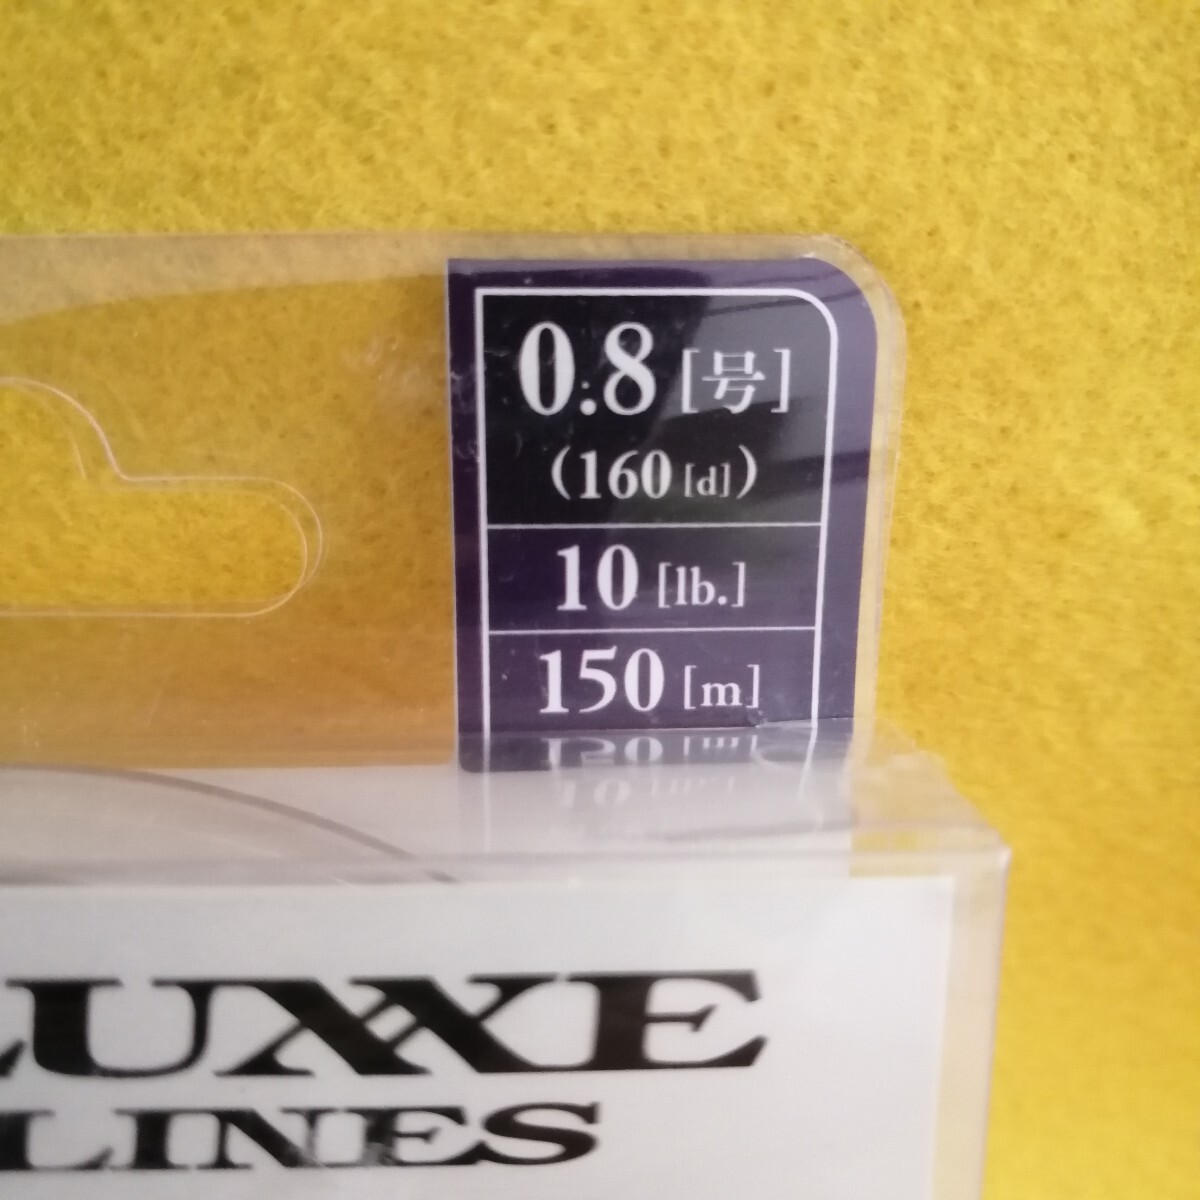 0.8 [号]
(160 [d])
10 [lb.]
150 [m]
LUXXE
LINES